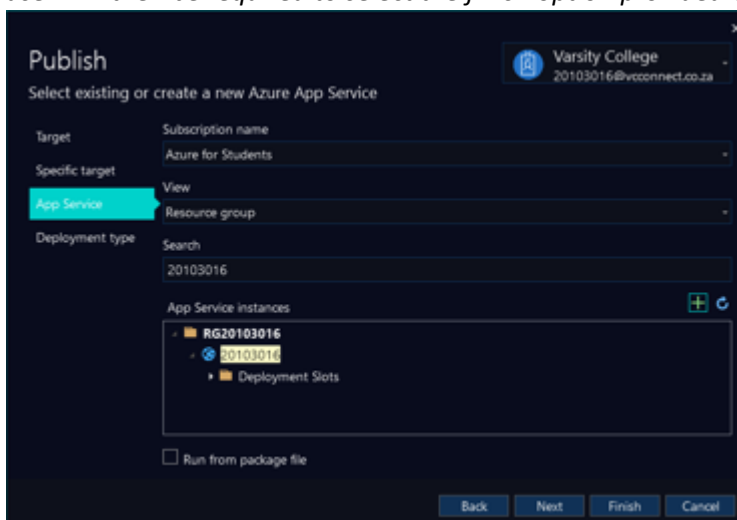 Publish
Varsity College
20103016@vcconnect.co.za
Select existing or create a new Azure App Service
Target
Specific target
App Service
Deployment type
Subscription name
Azure for Students
View
Resource group
Search
20103016
App Service instances
RG20103016
20103016
Deployment Slots
Run from package file
Back Next Finish Cancel